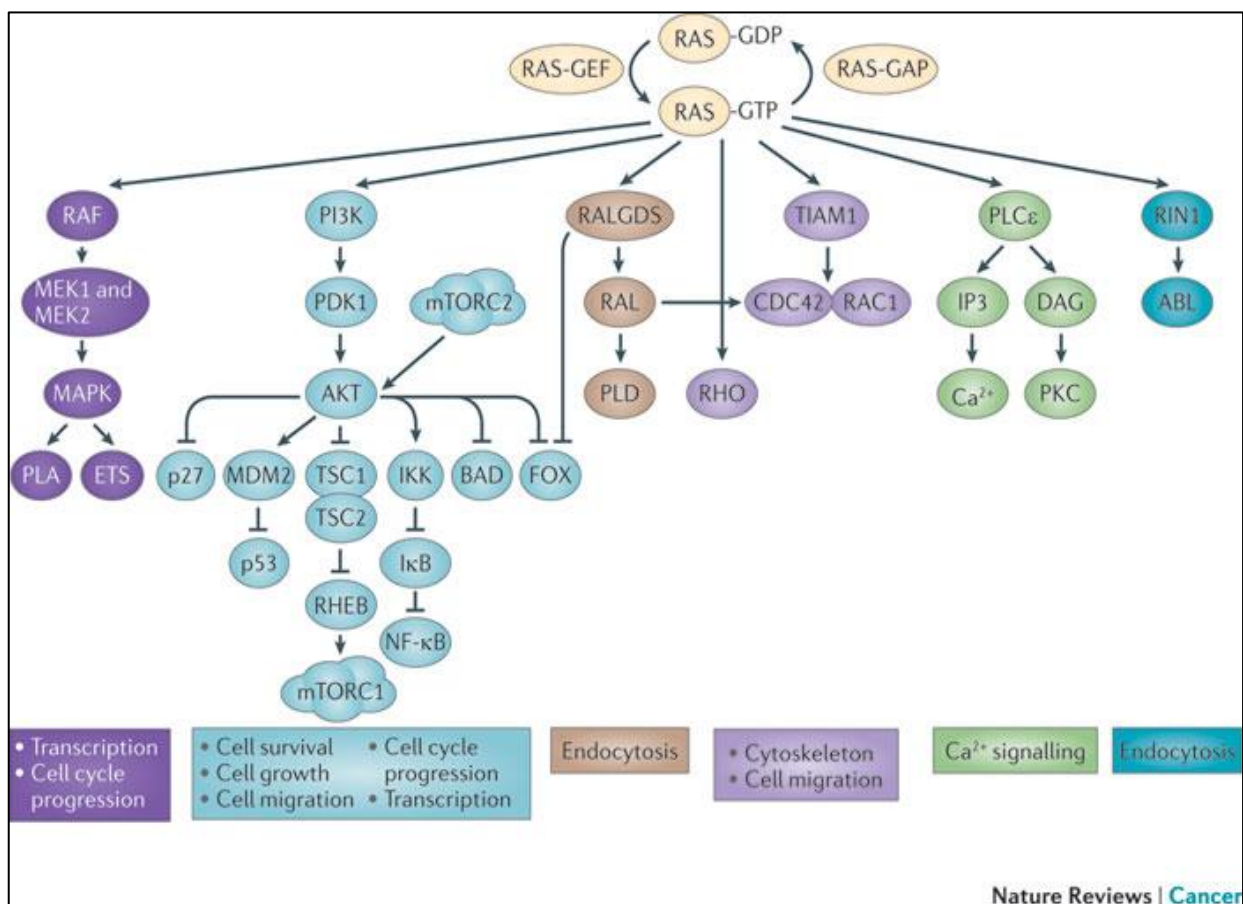 RAS -GDP
RAS-GEF
RAS-GAP
RAS -GTP
RAF
PI3K
RALGDS
TIAM1
PLCε
RIN1
MEK1 and
MEK2
PDK1
mTORC2
RAL
CDC42
RAC1
IP3
DAG
ABL
MAPK
AKT
PLD
RHO
Ca²⁺
PKC
PLA
ETS
p27
MDM2
TSC1
IKK
BAD
FOX
TSC2
p53
IκB
RHEB
NF-κB
mTORC1
• Transcription
• Cell cycle
progression
• Cell survival
• Cell growth
• Cell migration
• Cell cycle
progression
• Transcription
Endocytosis
• Cytoskeleton
• Cell migration
Ca²⁺ signalling
Endocytosis
Nature Reviews | Cancer